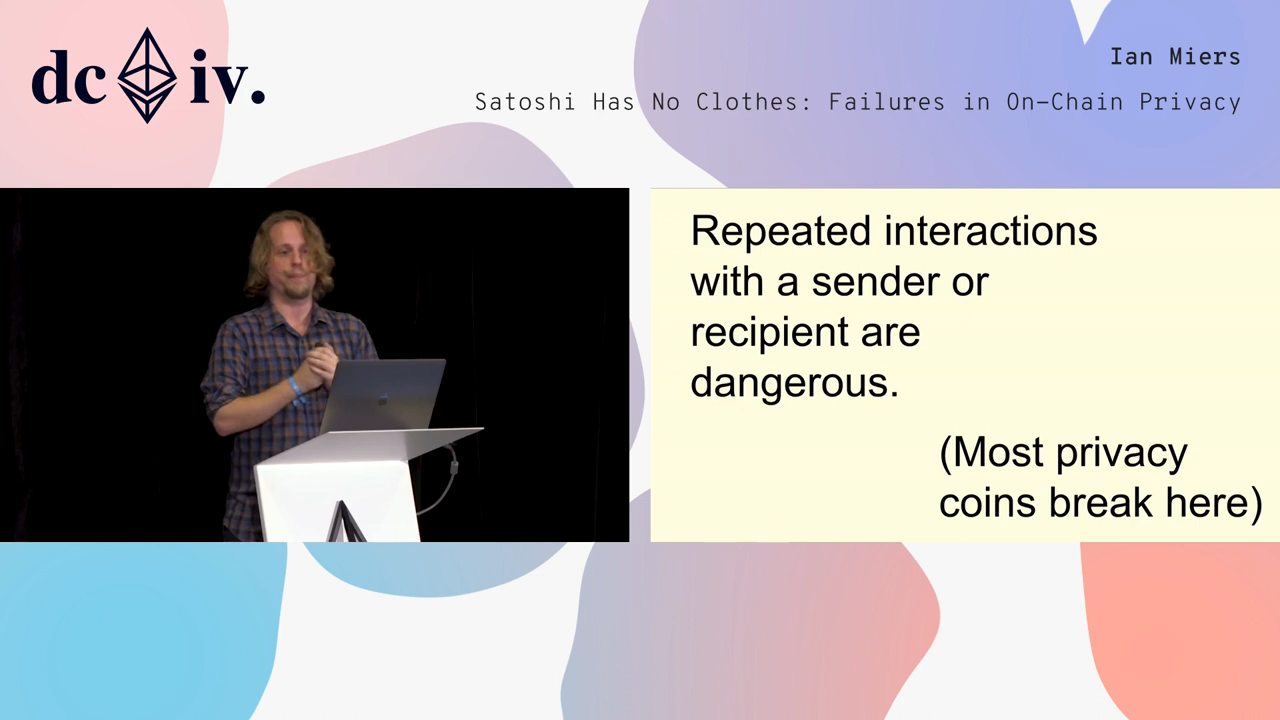 dc iv.
Ian Miers
Satoshi Has No Clothes: Failures in On-Chain Privacy
Repeated interactions
with a sender or
recipient are
dangerous.
(Most privacy
coins break here)